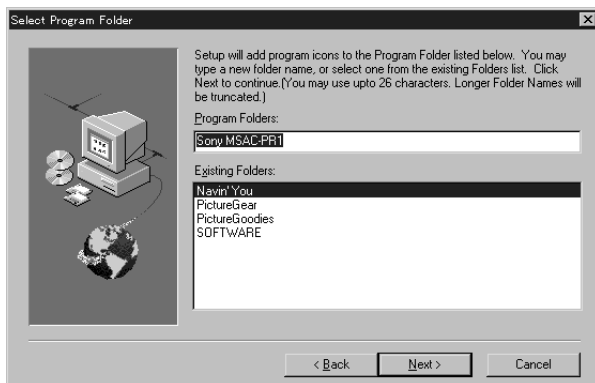 Select Program Folder
Setup will add program icons to the Program Folder listed below. You may
type a new folder name, or select one from the existing Folders list. Click
Next to continue.(You may use upto 26 characters. Longer Folder Names will
be truncated.)
Program Folders:
Sony MSAC-PR1
Existing Folders:
Navin'You
PictureGear
PictureGoodies
SOFTWARE
< Back
Next >
Cancel